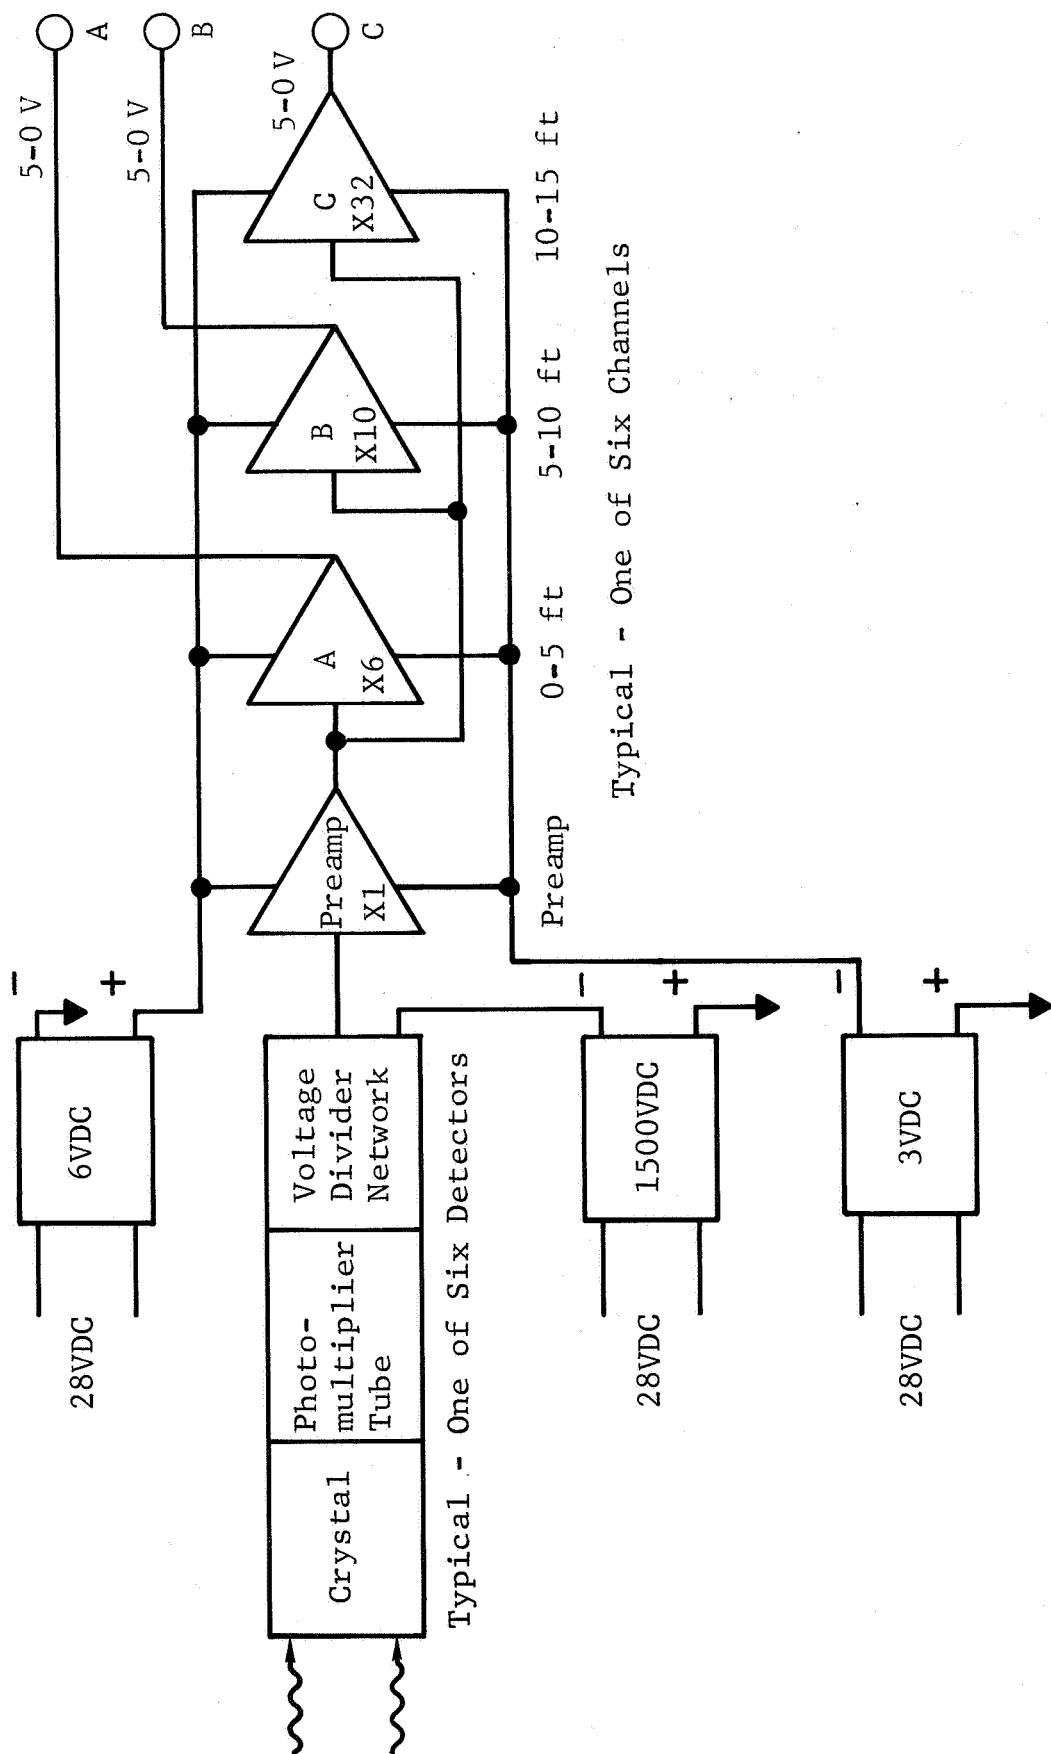 28VDC
6VDC
-
+
5-0 V
A
5-0 V
B
Crystal
Photo-
multiplier
Tube
Voltage
Divider
Network
Preamp
X1
A
X6
B
X10
C
X32
5-0 V
C
Typical - One of Six Detectors
Preamp
0-5 ft
5-10 ft
10-15 ft
Typical - One of Six Channels
28VDC
1500VDC
-
+
28VDC
3VDC
-
+